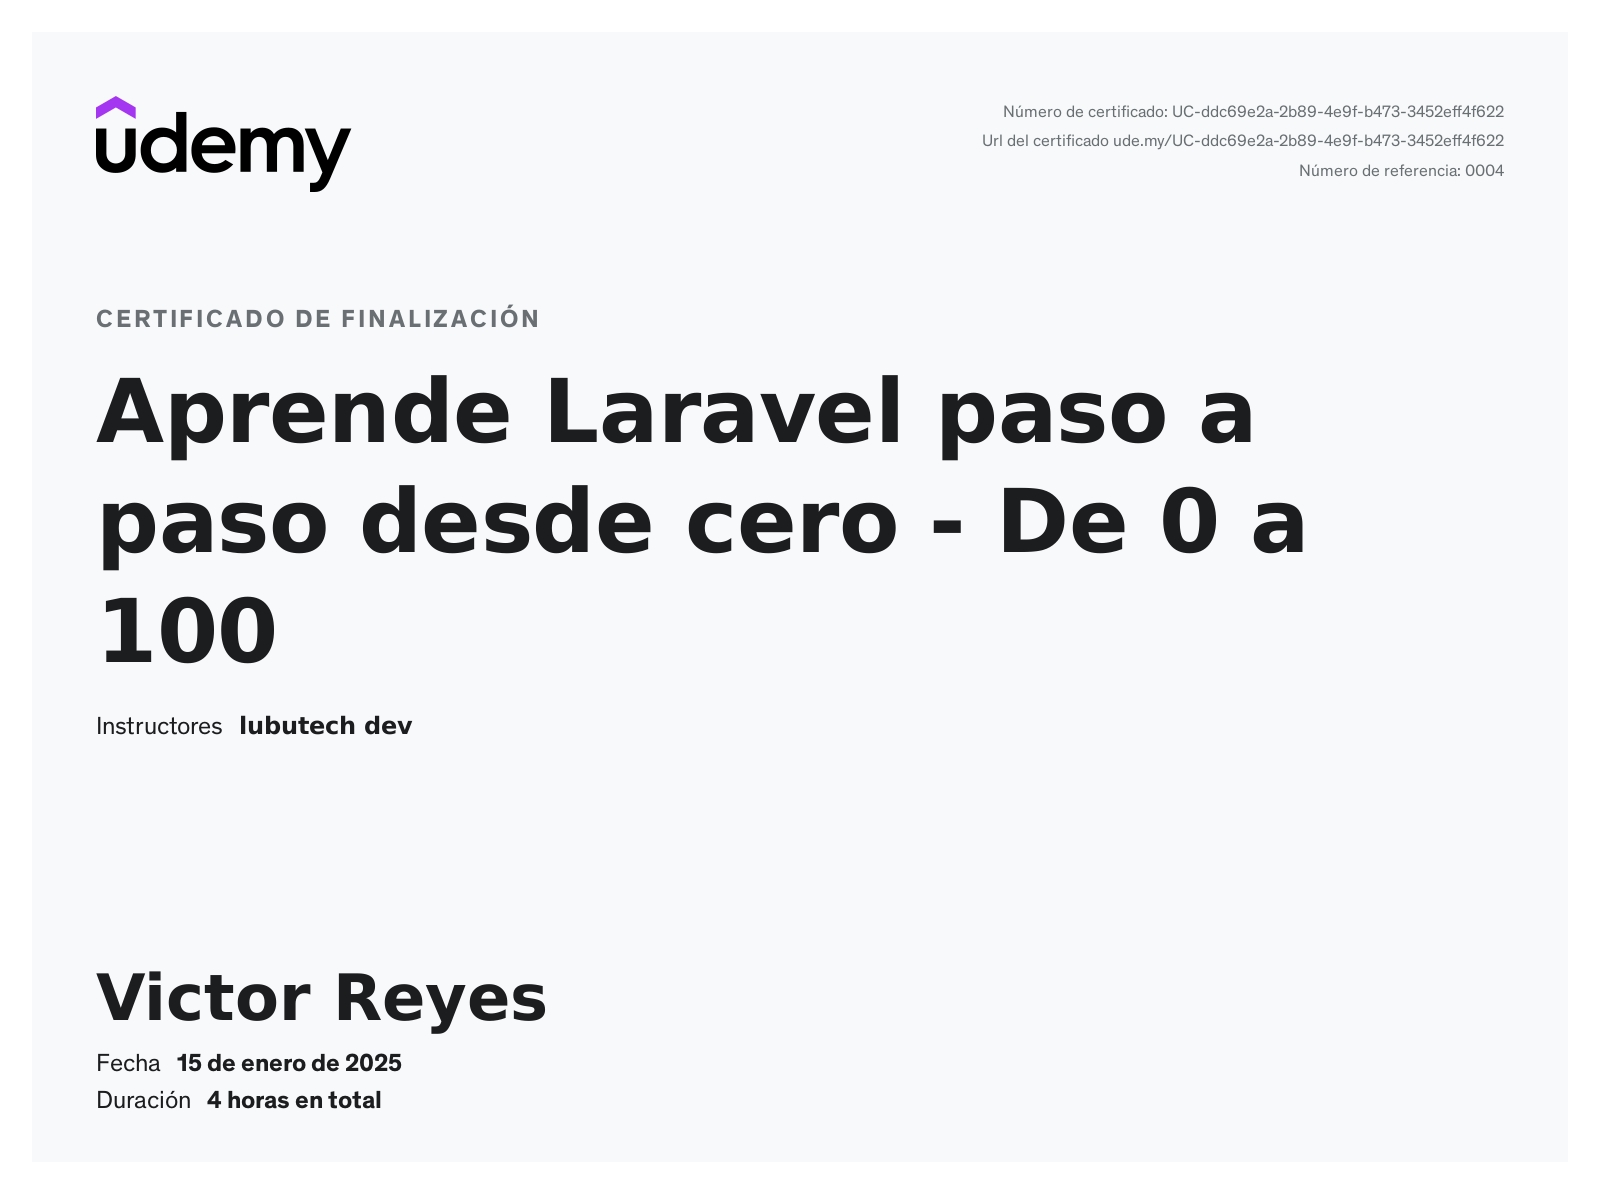 udemy
Número de certificado: UC-ddc69e2a-2b89-4e9f-b473-3452eff4f622
Url del certificado ude.my/UC-ddc69e2a-2b89-4e9f-b473-3452eff4f622
Número de referencia: 0004
CERTIFICADO DE FINALIZACIÓN
Aprende Laravel paso a
paso desde cero - De 0 a
100
Instructores lubutech dev
Victor Reyes
Fecha 15 de enero de 2025
Duración 4 horas en total